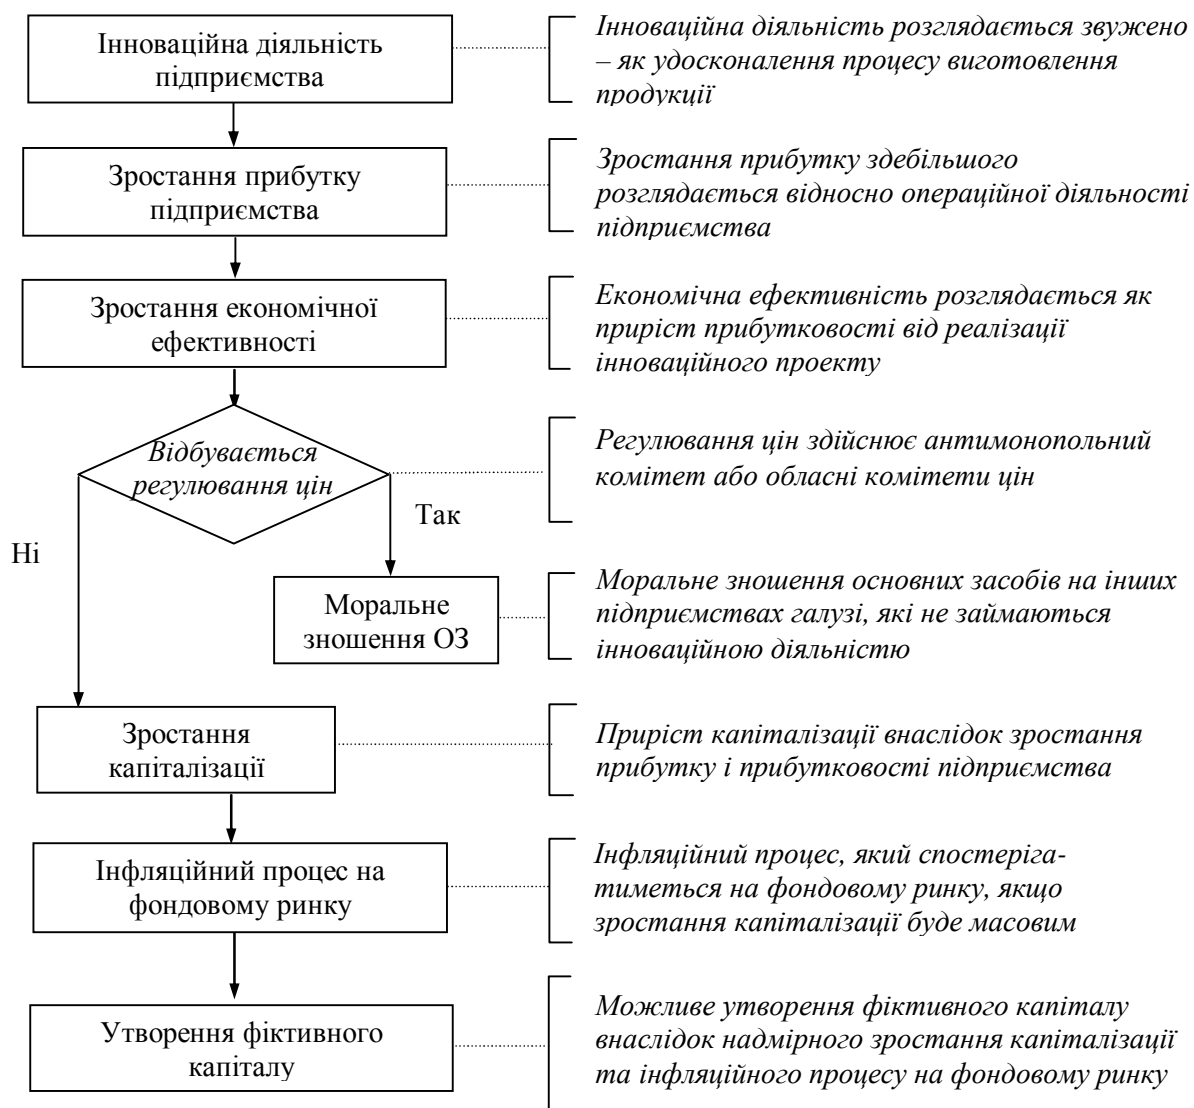 Інноваційна діяльність
підприємства
Інноваційна діяльність розглядається звужено
– як удосконалення процесу виготовлення
продукції
Зростання прибутку
підприємства
Зростання прибутку здебільшого
розглядається відносно операційної діяльності
підприємства
Зростання економічної
ефективності
Економічна ефективність розглядається як
приріст прибутковості від реалізації
інноваційного проекту
Відбувається
регулювання цін
Регулювання цін здійснює антимонопольний
комітет або обласні комітети цін
Так
Ні
Моральне
зношення ОЗ
Моральне зношення основних засобів на інших
підприємствах галузі, які не займаються
інноваційною діяльністю
Зростання
капіталізації
Приріст капіталізації внаслідок зростання
прибутку і прибутковості підприємства
Інфляційний процес на
фондовому ринку
Інфляційний процес, який спостеріга-
тиметься на фондовому ринку, якщо
зростання капіталізації буде масовим
Утворення фіктивного
капіталу
Можливе утворення фіктивного капіталу
внаслідок надмірного зростання капіталізації
та інфляційного процесу на фондовому ринку